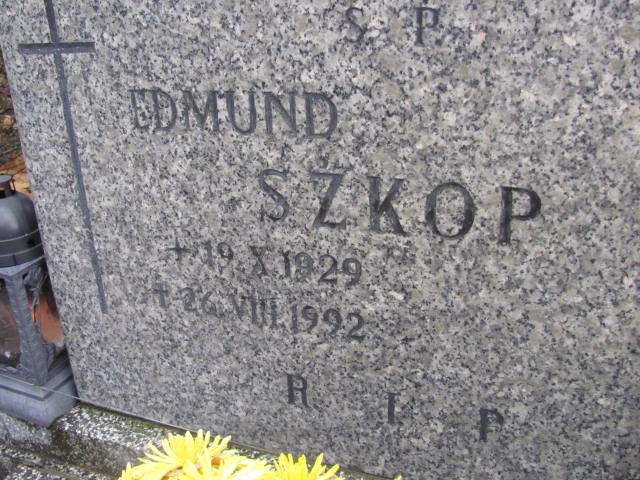 S P
EDMUND
SZKOP
+ 19 X 1929
† 26 VIII 1992
R I P